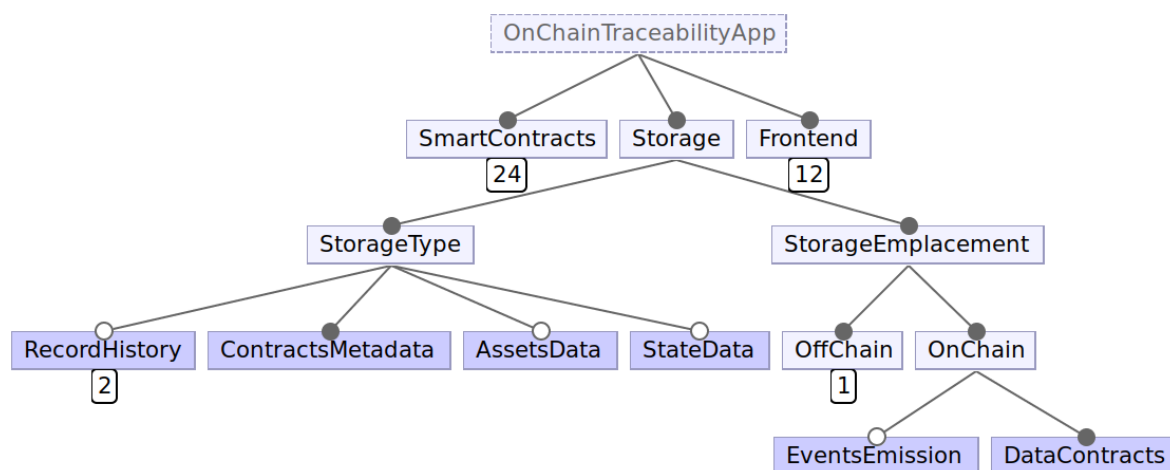 OnChainTraceabilityApp
SmartContracts
Storage
Frontend
24
12
StorageType
StorageEmplacement
RecordHistory
ContractsMetadata
AssetsData
StateData
OffChain
OnChain
2
1
EventsEmission
DataContracts